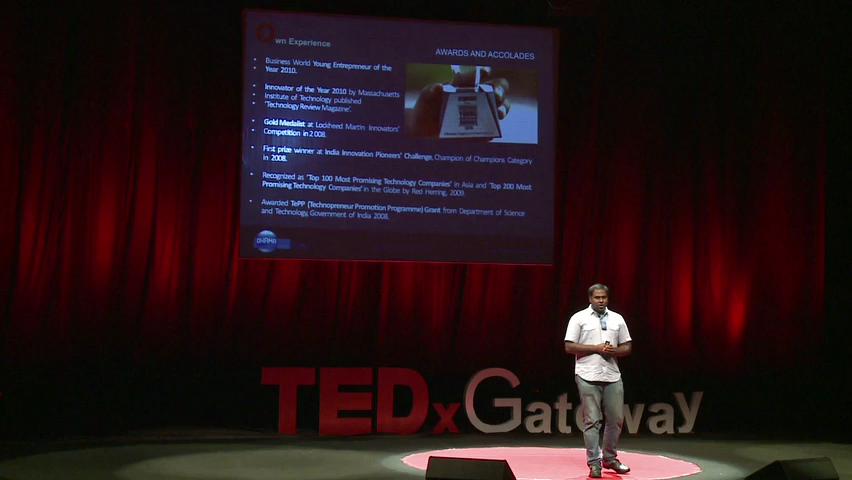 Own Experience
AWARDS AND ACCOLADES
Business World Young Entrepreneur of the
Year 2010.
Innovator of the Year 2010 by Massachusetts
Institute of Technology published
'Technology Review Magazine'.
Gold Medalist at Lockheed Martin Innovators'
Competition in 2008.
First prize winner at India Innovation Pioneers' Challenge, Champion of Champions Category
in 2008.
Recognized as 'Top 100 Most Promising Technology Companies' in Asia and 'Top 200 Most
Promising Technology Companies' in the Globe by Red Herring, 2009.
Awarded TePP (Technopreneur Promotion Programme) Grant from Department of Science
and Technology, Government of India 2008.
DHAMA
TEDxGateway